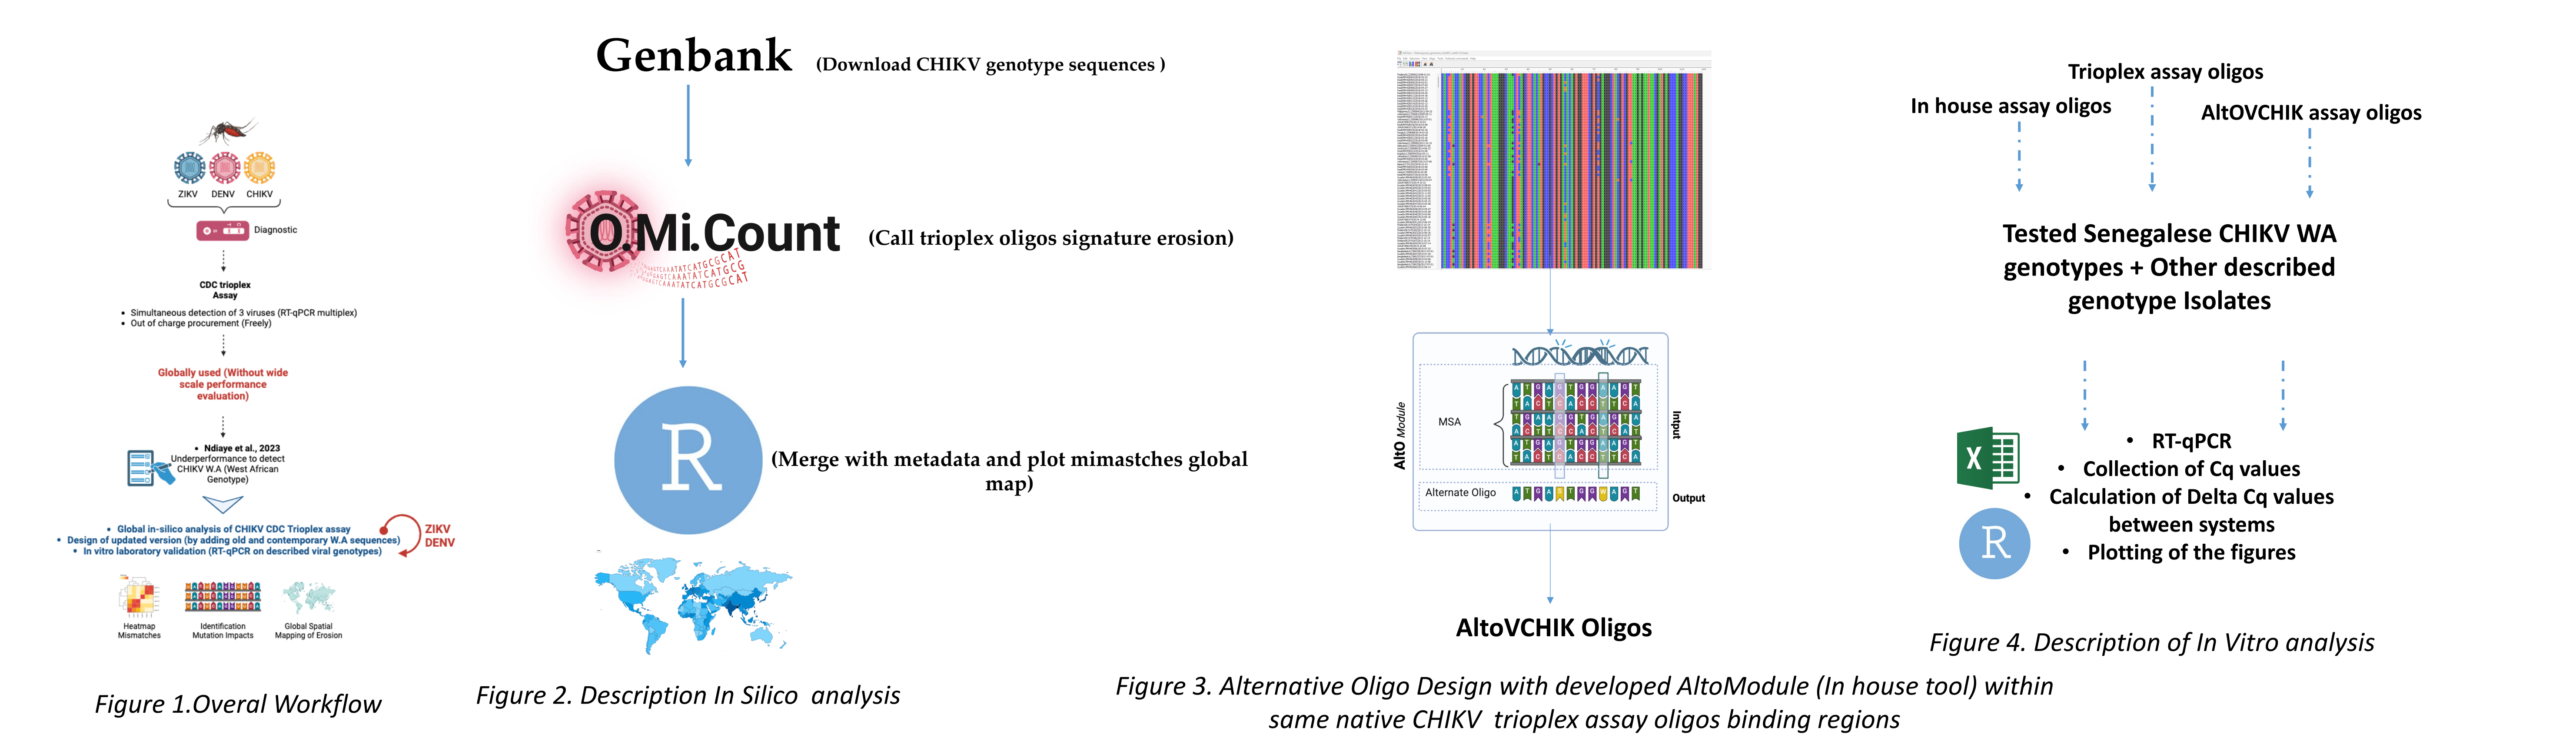 ZIKV DENV CHIKV
Diagnostic
CDC trioplex
Assay
• Simultaneous detection of 3 viruses (RT-qPCR multiplex)
• Out of charge procurement (Freely)
Globally used (Without wide
scale performance
evaluation)
• Ndiaye et al., 2023
Underperformance to detect
CHIKV W.A (West African
Genotype)
• Global in-silico analysis of CHIKV CDC Trioplex assay
• Design of updated version (by adding old and contemporary W.A sequences)
• In vitro laboratory validation (RT-qPCR on described viral genotypes)
ZIKV
DENV
Heatmap
Mismatches
Identification
Mutation Impacts
Global Spatial
Mapping of Erosion
Figure 1.Overal Workflow
Genbank (Download CHIKV genotype sequences )
O.Mi.Count (Call trioplex oligos signature erosion)
R
(Merge with metadata and plot mimastches global
map)
Figure 2. Description In Silico analysis
AltO Module
MSA
Intput
A T G A G T G G A A G T
T A C T C A C C T T C A
Alternate Oligo
Output
AltoVCHIK Oligos
Figure 3. Alternative Oligo Design with developed AltoModule (In house tool) within
same native CHIKV trioplex assay oligos binding regions
Trioplex assay oligos
In house assay oligos
AltOVCHIK assay oligos
Tested Senegalese CHIKV WA
genotypes + Other described
genotype Isolates
X
R
• RT-qPCR
• Collection of Cq values
• Calculation of Delta Cq values
between systems
• Plotting of the figures
Figure 4. Description of In Vitro analysis